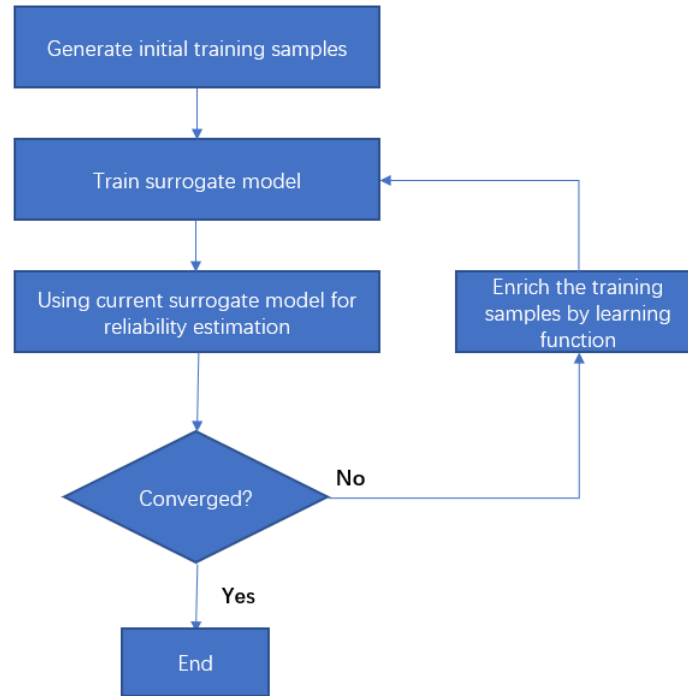 Generate initial training samples
Train surrogate model
Using current surrogate model for
reliability estimation
Enrich the training
samples by learning
function
Converged?
No
Yes
End